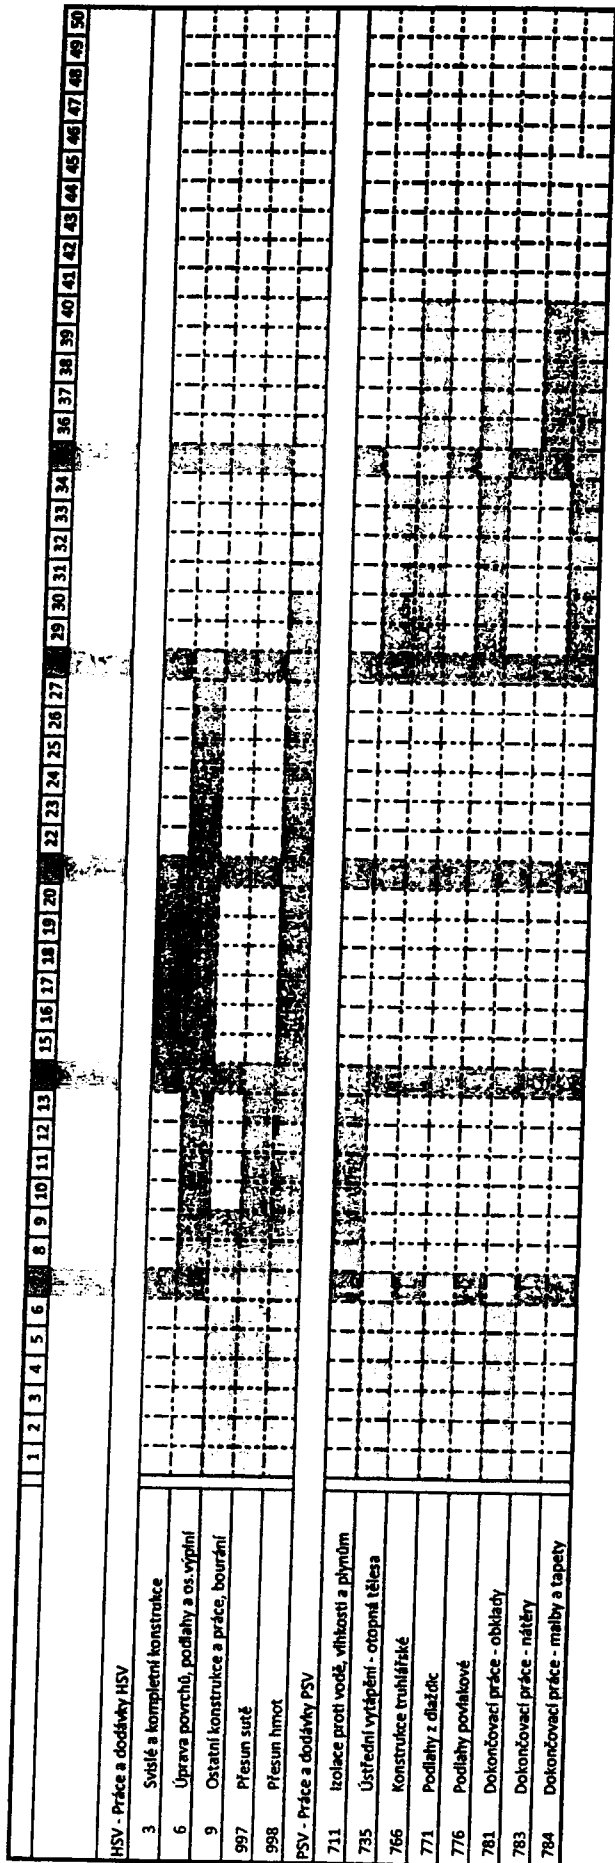 1 2 3 4 5 6 8 9 10 11 12 13 15 16 17 18 19 20 22 23 24 25 26 27 29 30 31 32 33 34 36 37 38 39 40 41 42 43 44 45 46 47 48 49 50
HSV - Práce a dodávky HSV
3 Svislé a kompletní konstrukce
6 Úprava povrchů, podlahy a os.výplní
9 Ostatní konstrukce a práce, bourání
997 Přesun sutě
998 Přesun hmot
PSV - Práce a dodávky PSV
711 Izolace proti vodě, vlhkosti a plynům
735 Ústřední vytápění - otopná tělesa
766 Konstrukce truhlářské
771 Podlahy z dlaždic
776 Podlahy povlakové
781 Dokončovací práce - obklady
783 Dokončovací práce - nátěry
784 Dokončovací práce - malby a tapety